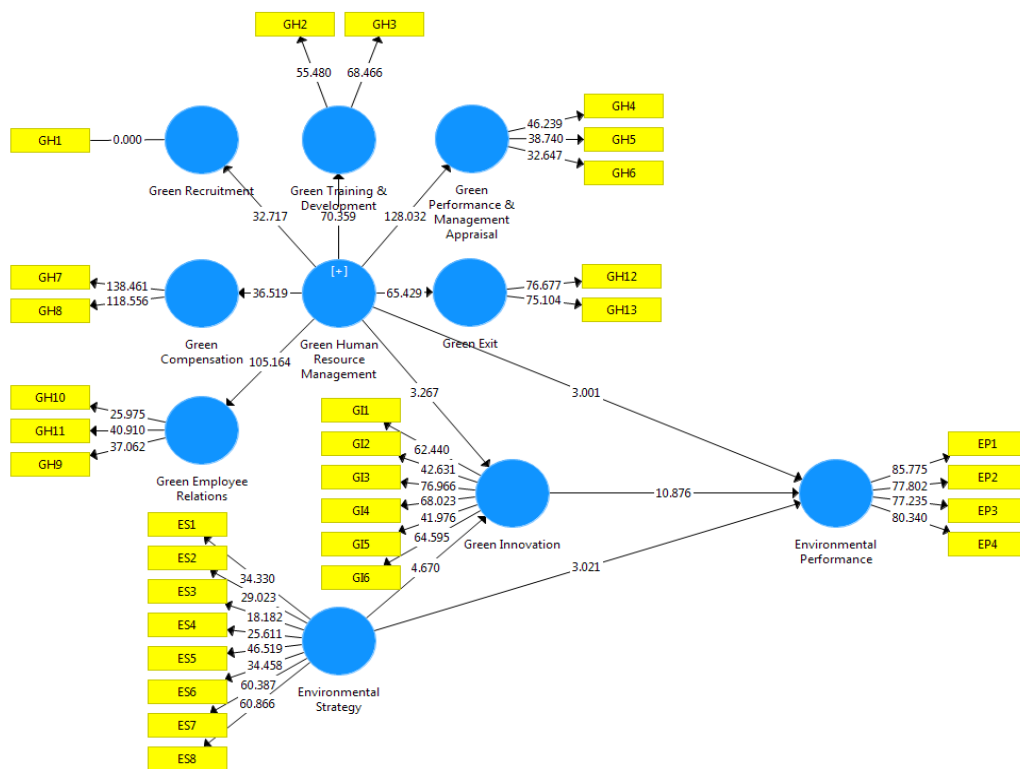 GH2 GH3
55.480 68.466
GH1 0.000
GH4
46.239
38.740 GH5
32.647
GH6
Green Recruitment
Green Training &
Development
Green
Performance &
Management
Appraisal
32.717 70.359 128.032
[+]
GH7
138.461
118.556
GH8
36.519 65.429
GH12
76.677
75.104
GH13
Green
Compensation
Green Human
Resource
Management
Green Exit
105.164
3.267 3.001
GH10
25.975
GH11 40.910
37.062
GH9
Green Employee
Relations
GI1
62.440
GI2
42.631
GI3
76.966
68.023
GI4
41.976
GI5
64.595
GI6
Green Innovation
10.876
EP1
85.775
EP2
77.802
77.235
EP3
80.340
EP4
Environmental
Performance
4.670 3.021
ES1
34.330
ES2
29.023
ES3
18.182
ES4
25.611
46.519
ES5
34.458
ES6
60.387
60.866
ES7
ES8
Environmental
Strategy